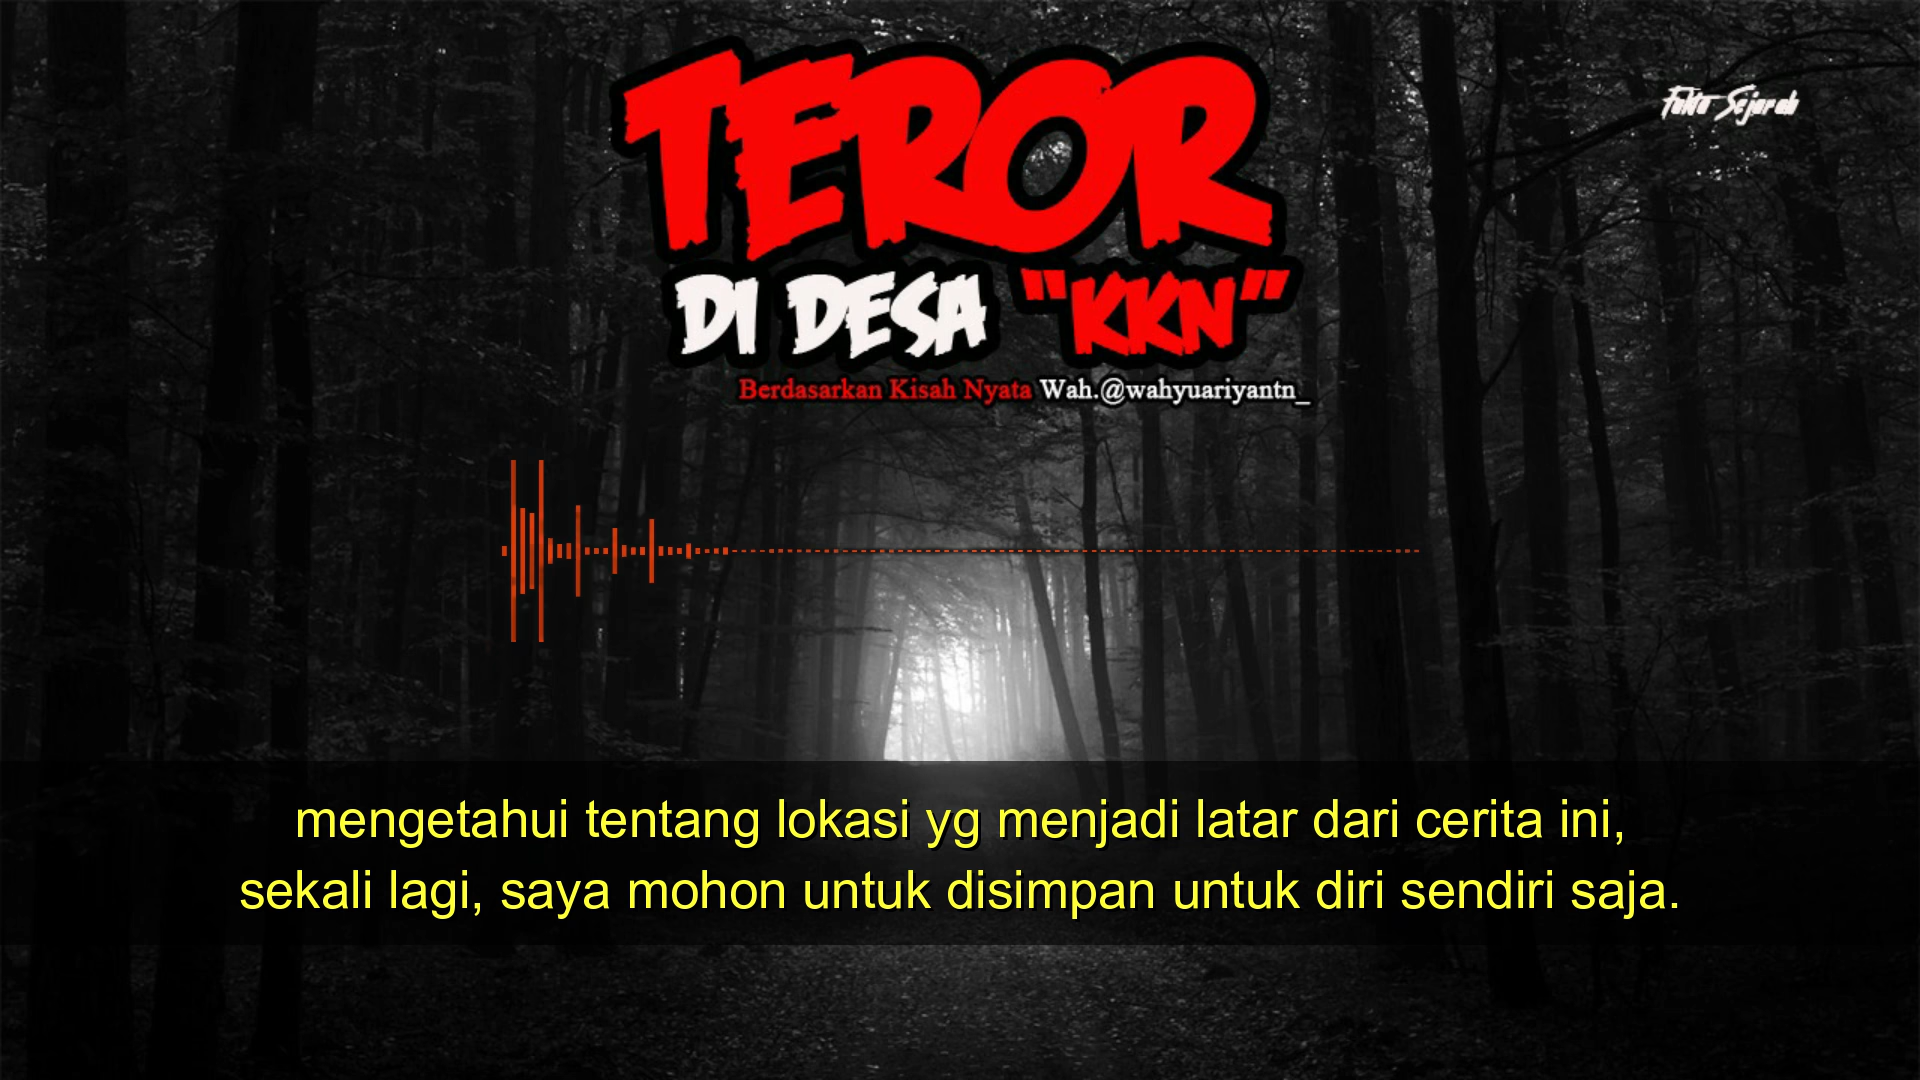 TEROR
Fakta Sejarah
DI DESA "KKN"
Berdasarkan Kisah Nyata Wah.@wahyuariyantn_
mengetahui tentang lokasi yg menjadi latar dari cerita ini,
sekali lagi, saya mohon untuk disimpan untuk diri sendiri saja.